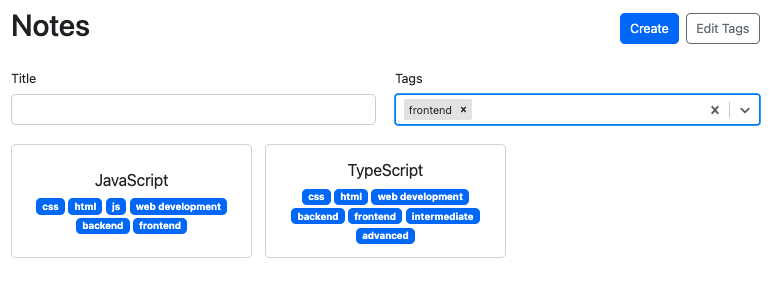 Notes
Create
Edit Tags
Title
Tags
frontend
JavaScript
css html js web development
backend frontend
TypeScript
css html web development
backend frontend intermediate
advanced